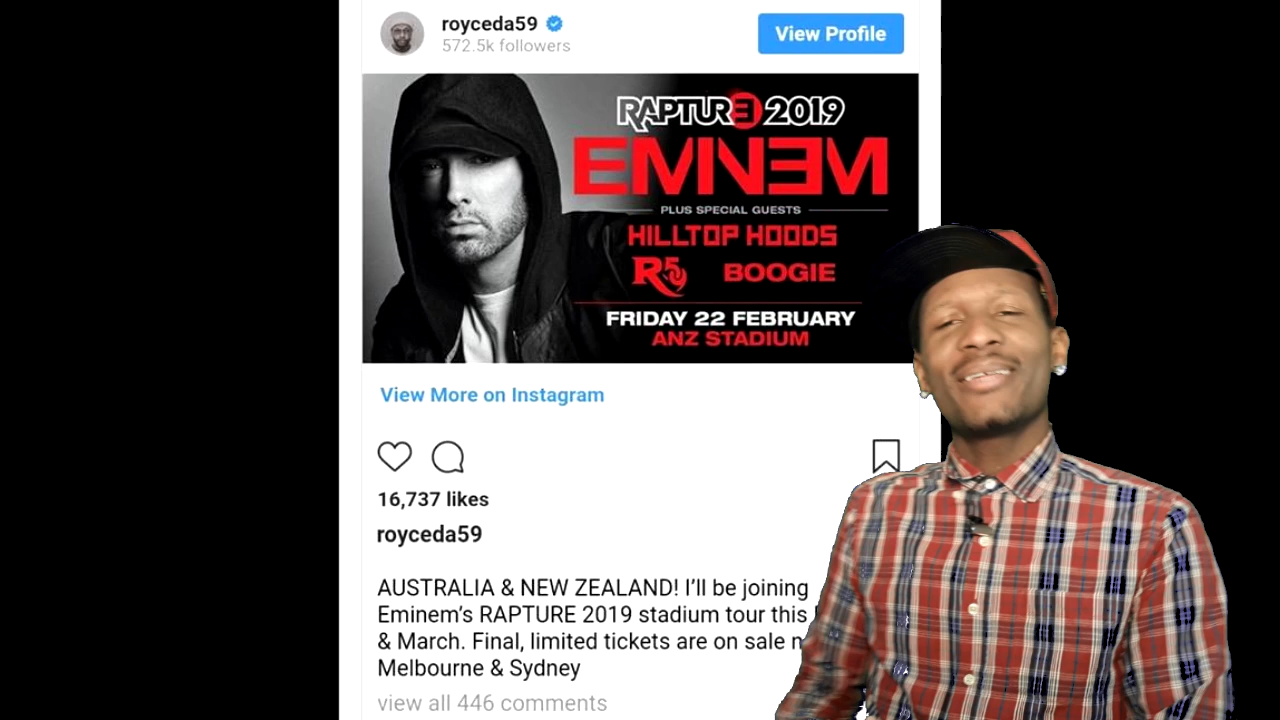 royceda59
572.5k followers
View Profile
RAPTURE 2019
EMINEM
PLUS SPECIAL GUESTS
HILLTOP HOODS
R59 BOOGIE
FRIDAY 22 FEBRUARY
ANZ STADIUM
View More on Instagram
16,737 likes
royceda59
AUSTRALIA & NEW ZEALAND! I’ll be joining
Eminem’s RAPTURE 2019 stadium tour this
& March. Final, limited tickets are on sale
Melbourne & Sydney
view all 446 comments